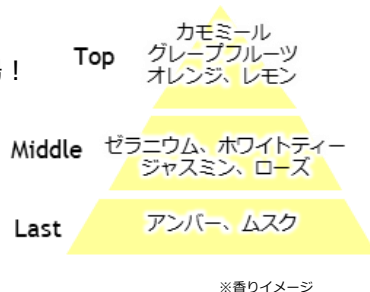 カモミール
Top グレープフルーツ
！ オレンジ、レモン
Middle ゼラニウム、ホワイトティー
ジャスミン、ローズ
Last アンバー、ムスク
※香りイメージ